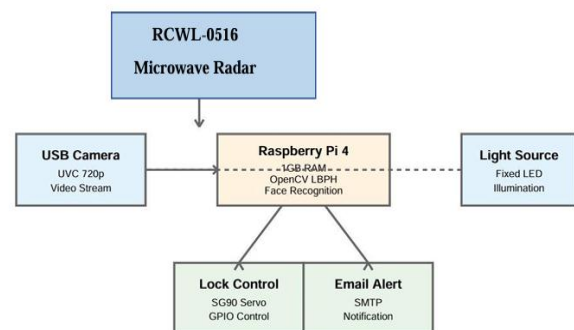 RCWL-0516
Microwave Radar
USB Camera
UVC 720p
Video Stream
Raspberry Pi 4
1GB RAM
OpenCV LBPH
Face Recognition
Light Source
Fixed LED
Illumination
Lock Control
SG90 Servo
GPIO Control
Email Alert
SMTP
Notification